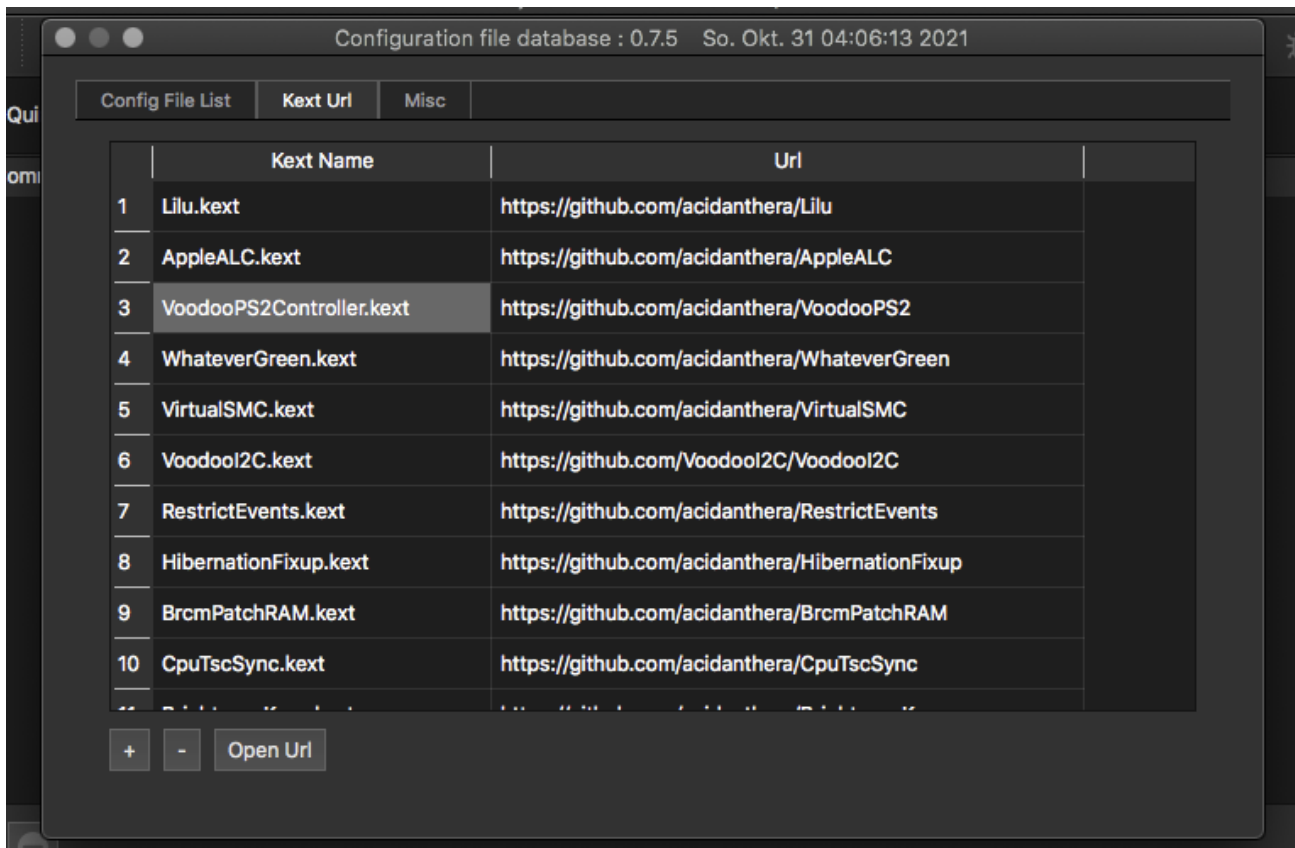 Configuration file database : 0.7.5 So. Okt. 31 04:06:13 2021
Config File List Kext Url Misc
Qui
Kext Name Url
om
1 Lilu.kext https://github.com/acidanthera/Lilu
2 AppleALC.kext https://github.com/acidanthera/AppleALC
3 VoodooPS2Controller.kext https://github.com/acidanthera/VoodooPS2
4 WhateverGreen.kext https://github.com/acidanthera/WhateverGreen
5 VirtualSMC.kext https://github.com/acidanthera/VirtualSMC
6 VoodooI2C.kext https://github.com/VoodooI2C/VoodooI2C
7 RestrictEvents.kext https://github.com/acidanthera/RestrictEvents
8 HibernationFixup.kext https://github.com/acidanthera/HibernationFixup
9 BrcmPatchRAM.kext https://github.com/acidanthera/BrcmPatchRAM
10 CpuTscSync.kext https://github.com/acidanthera/CpuTscSync
+ - Open Url